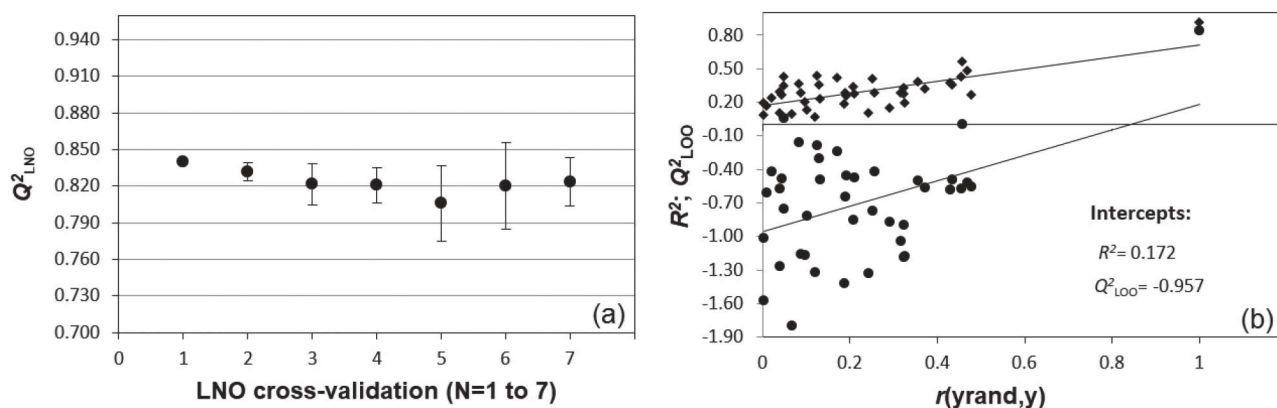 Q²LNO
0.940
0.910
0.880
0.850
0.820
0.790
0.760
0.730
0.700
0 1 2 3 4 5 6 7
LNO cross-validation (N=1 to 7)
(a)
R²; Q²LOO
0.80
0.50
0.20
-0.10
-0.40
-0.70
-1.00
-1.30
-1.60
-1.90
Intercepts:
R²= 0.172
Q²LOO= -0.957
(b)
0 0.2 0.4 0.6 0.8 1
r(yrand,y)